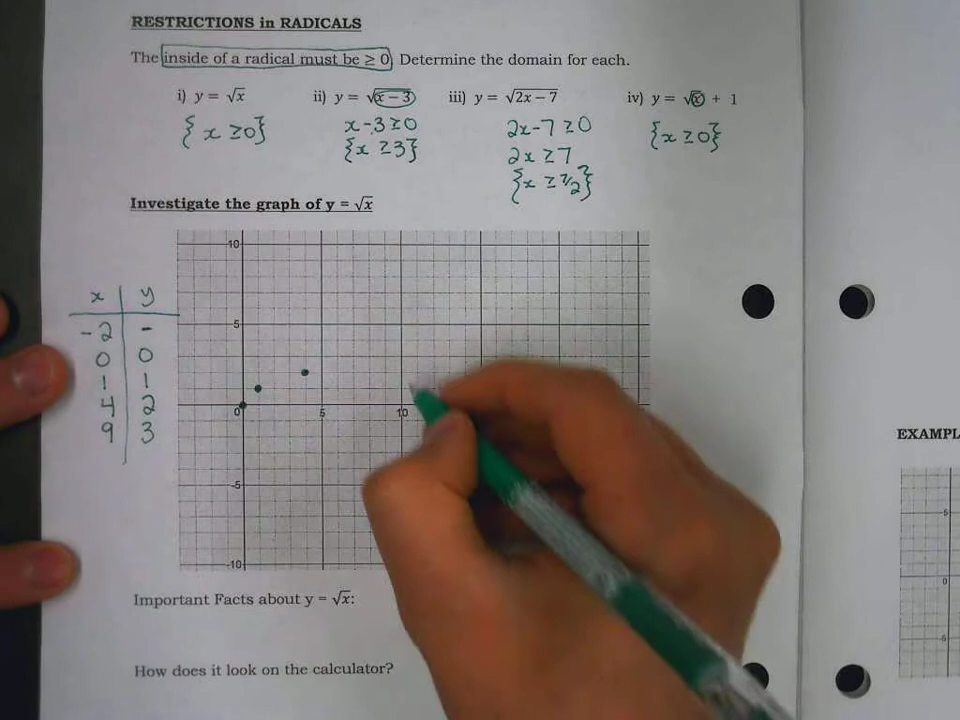 RESTRICTIONS in RADICALS
The inside of a radical must be ≥ 0. Determine the domain for each.
i) y = √x ii) y = √(x − 3) iii) y = √(2x − 7) iv) y = √x + 1
{x ≥ 0} x-3 ≥ 0 2x-7 ≥ 0 {x ≥ 0}
{x ≥ 3} 2x ≥ 7
{x ≥ 7/2}
Investigate the graph of y = √x
10
x y
5
-2 -
0 0
1 1
4 2
0 5 10
9 3
EXAMPL
-5
5
-10
0
-5
Important Facts about y = √x:
How does it look on the calculator?